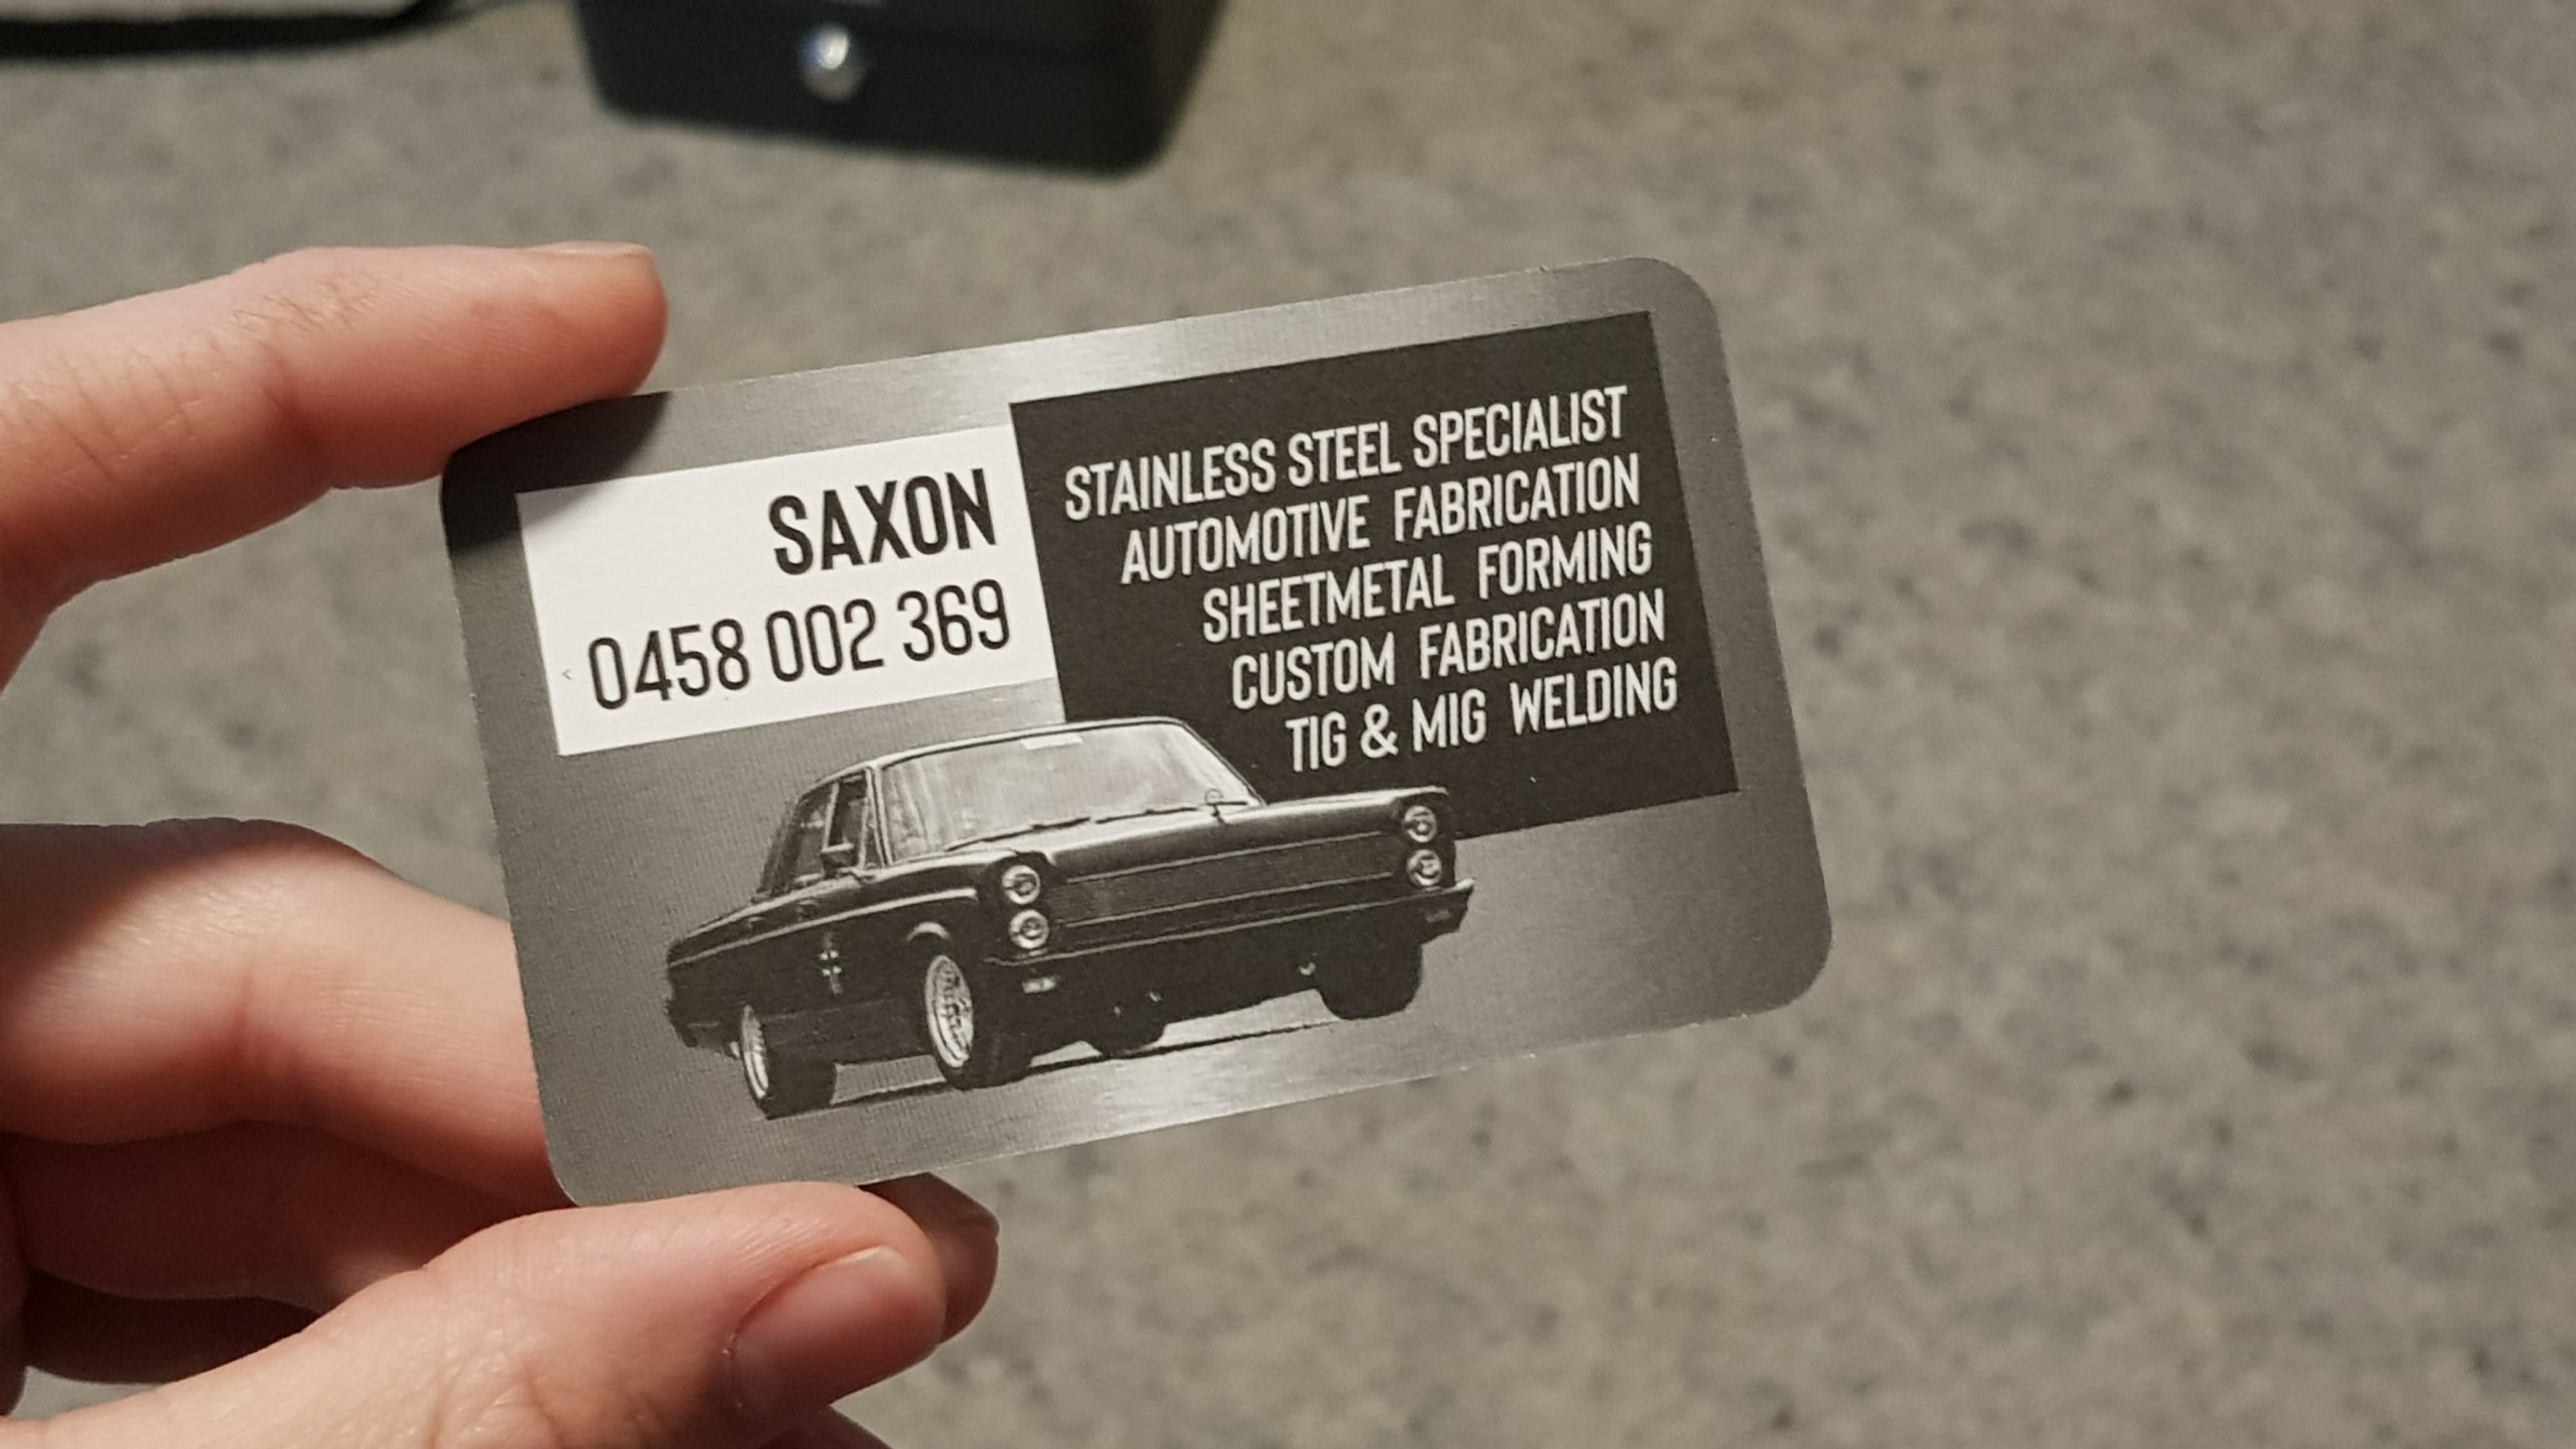 SAXON
0458 002 369
STAINLESS STEEL SPECIALIST
AUTOMOTIVE FABRICATION
SHEETMETAL FORMING
CUSTOM FABRICATION
TIG & MIG WELDING